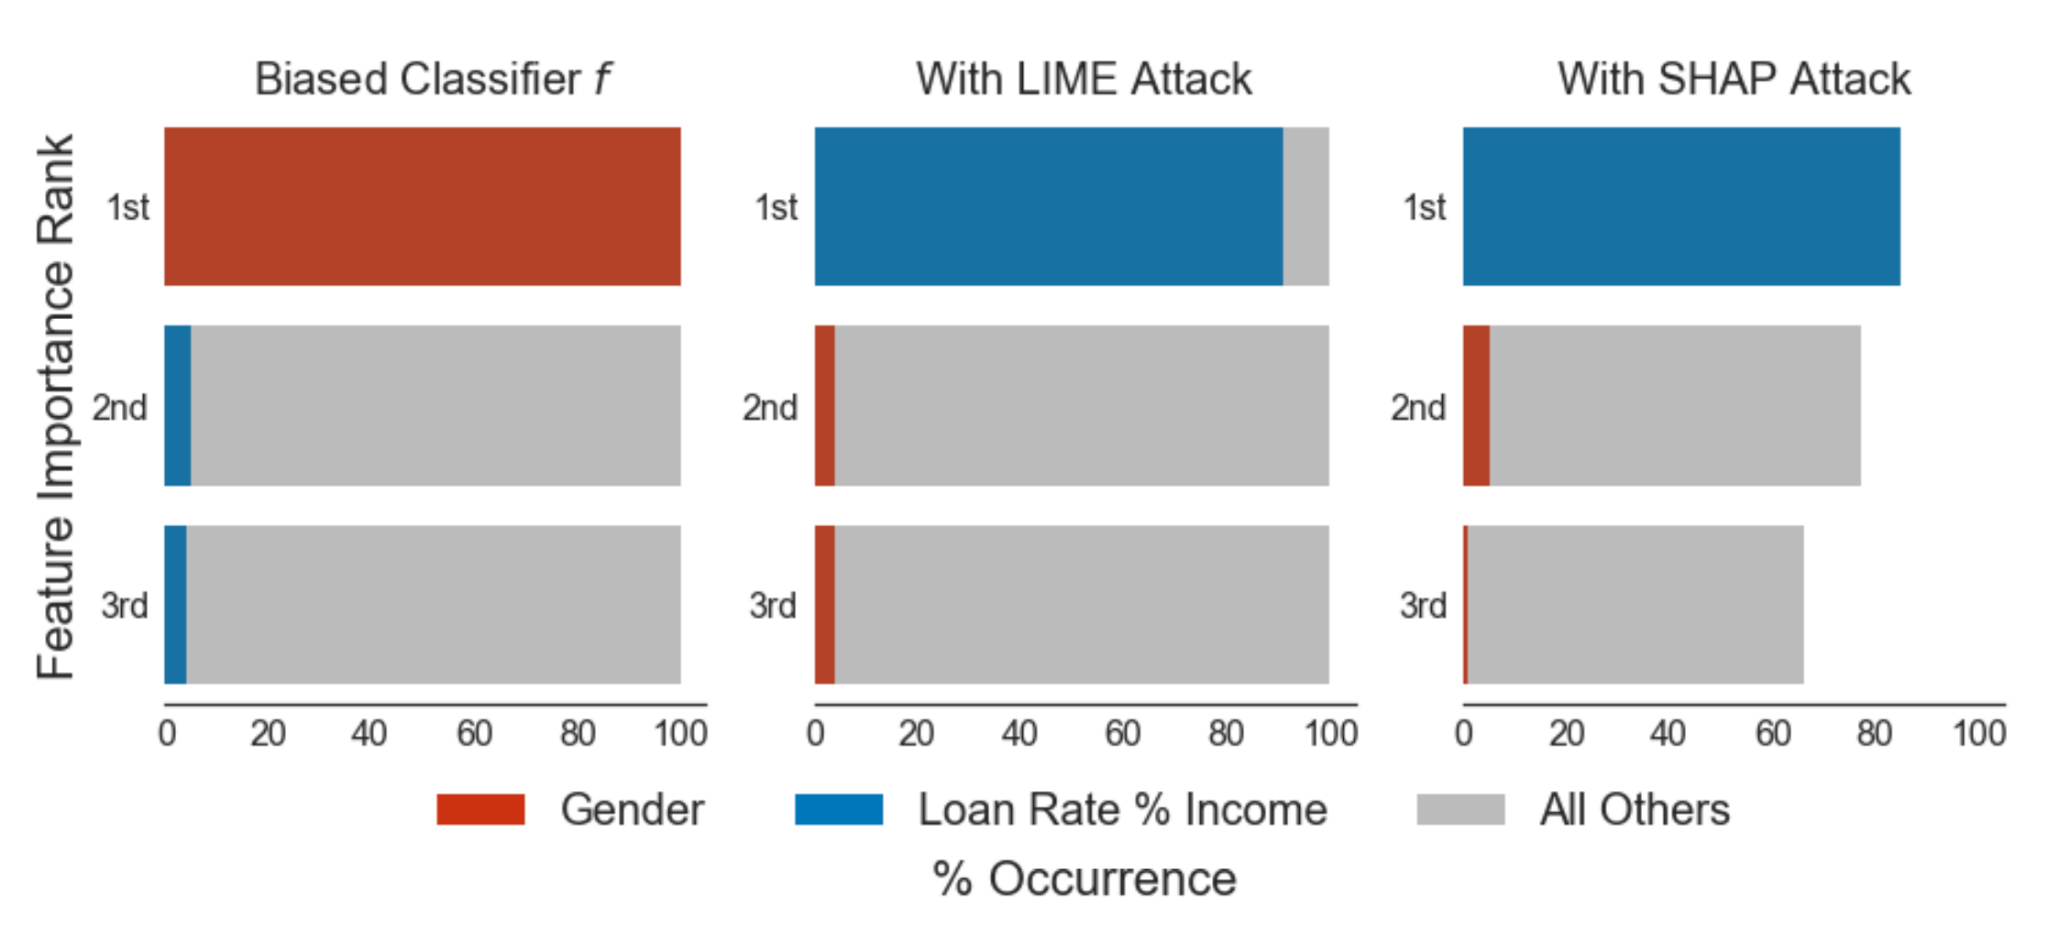 Biased Classifier f
With LIME Attack
With SHAP Attack
Feature Importance Rank
1st
2nd
3rd
0 20 40 60 80 100
1st
2nd
3rd
0 20 40 60 80 100
1st
2nd
3rd
0 20 40 60 80 100
Gender
Loan Rate % Income
All Others
% Occurrence